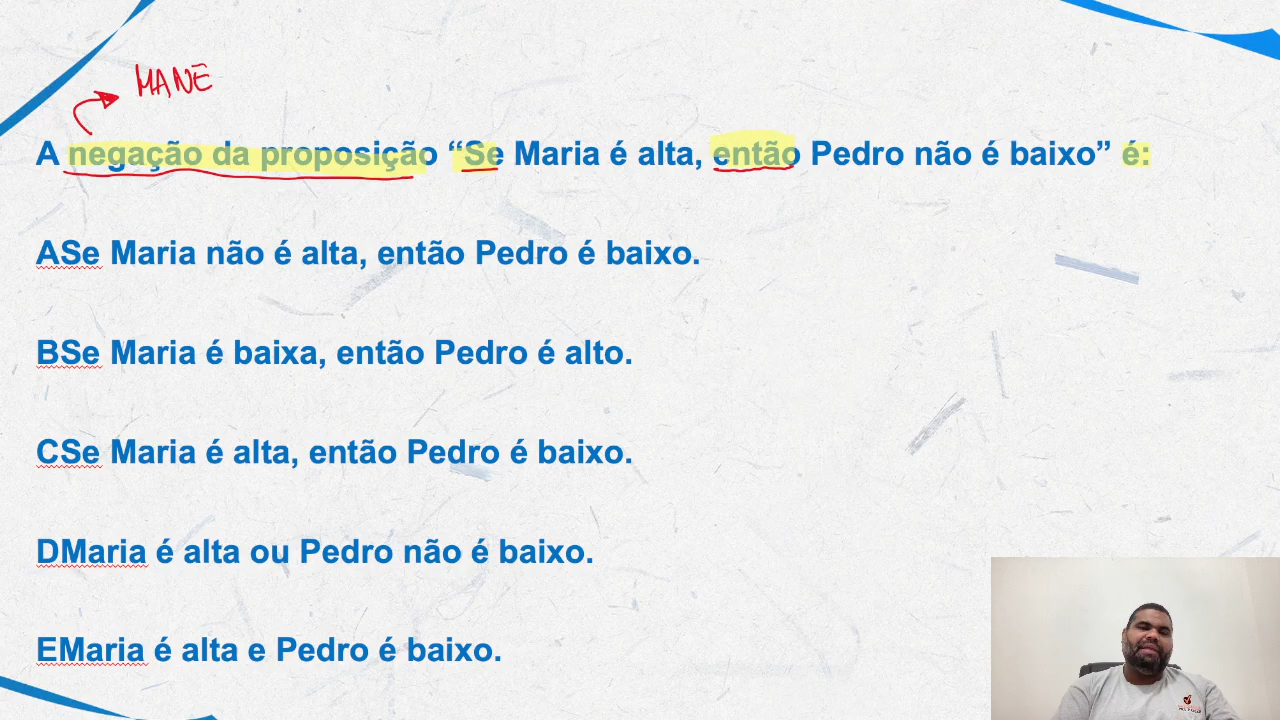 MANĒ
A negação da proposição “Se Maria é alta, então Pedro não é baixo” é:
ASe Maria não é alta, então Pedro é baixo.
BSe Maria é baixa, então Pedro é alto.
CSe Maria é alta, então Pedro é baixo.
DMaria é alta ou Pedro não é baixo.
EMaria é alta e Pedro é baixo.